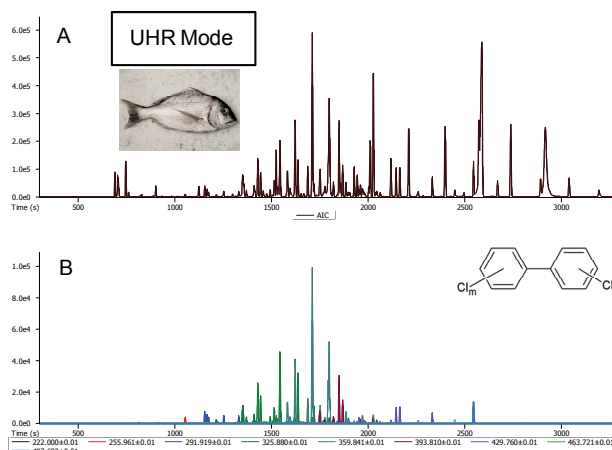 A
UHR Mode
6.0e5
5.0e5
4.0e5
3.0e5
2.0e5
1.0e5
0.0e0
Time (s) 500 1000 1500 2000 2500 3000
AIC
B
1.0e5
8.0e4
6.0e4
4.0e4
2.0e4
0.0e0
Clm
Cl
Time (s) 500 1000 1500 2000 2500 3000
222.000±0.01 255.961±0.01 291.919±0.01 325.880±0.01 359.841±0.01 393.810±0.01 429.760±0.01 463.721±0.01